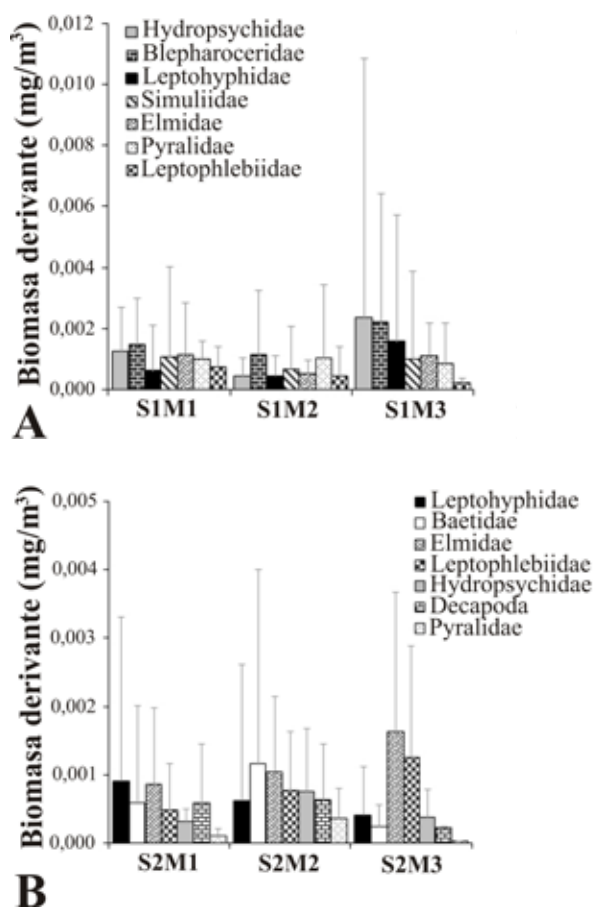 Biomasa derivante (mg/m³)
0,012
0,010
0,008
0,006
0,004
0,002
0,000
Hydropsychidae
Blepharoceridae
Leptohyphidae
Simuliidae
Elmidae
Pyralidae
Leptophlebiidae
S1M1 S1M2 S1M3
A
Biomasa derivante (mg/m³)
0,005
0,004
0,003
0,002
0,001
0,000
Leptohyphidae
Baetidae
Elmidae
Leptophlebiidae
Hydropsychidae
Decapoda
Pyralidae
S2M1 S2M2 S2M3
B